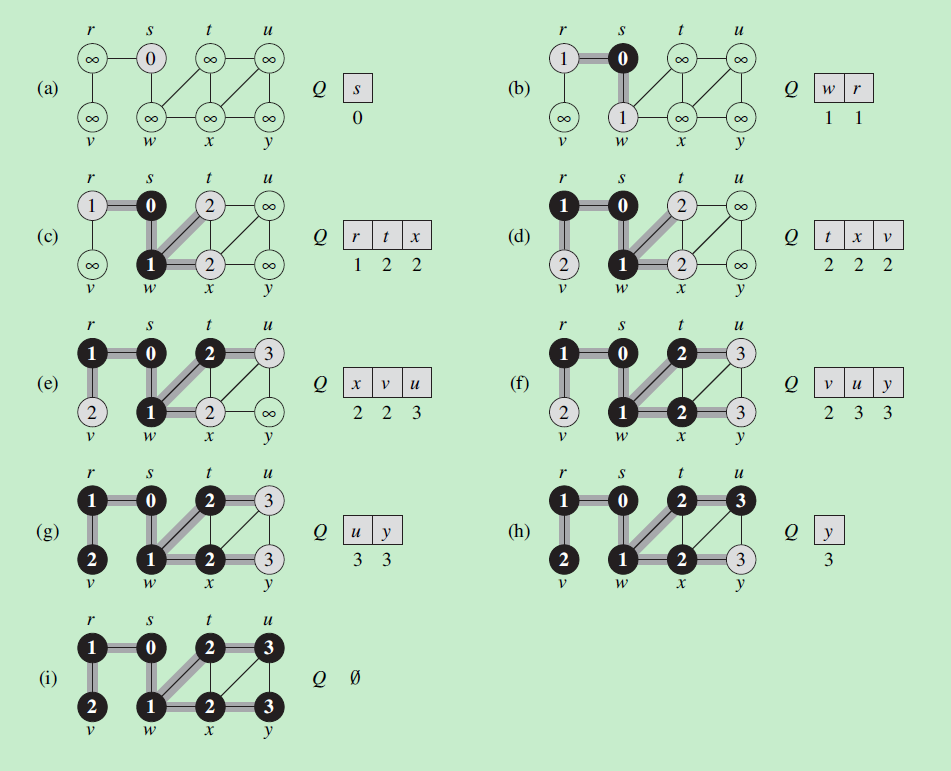 r s t u r s t u
∞ 0 ∞ ∞ 1 0 ∞ ∞
(a) Q s (b) Q w r
0 1 1
∞ ∞ ∞ ∞ ∞ 1 ∞ ∞
v w x y v w x y
r s t u r s t u
1 0 2 ∞ 1 0 2 ∞
(c) Q r t x (d) Q t x v
1 2 2 2 2 2
∞ 1 2 ∞ 2 1 2 ∞
v w x y v w x y
r s t u r s t u
1 0 2 3 1 0 2 3
(e) Q x v u (f) Q v u y
2 2 3 2 3 3
2 1 2 ∞ 2 1 2 3
v w x y v w x y
r s t u r s t u
1 0 2 3 1 0 2 3
(g) Q u y (h) Q y
3 3 3
2 1 2 3 2 1 2 3
v w x y v w x y
r s t u
1 0 2 3
(i) Q ∅
2 1 2 3
v w x y